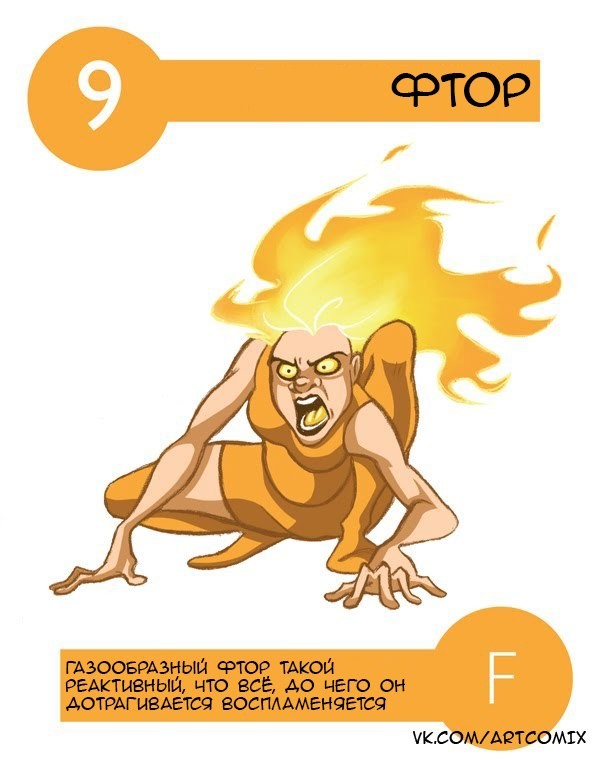 9
ФТОР
ГАЗООБРАЗНЫЙ ФТОР ТАКОЙ
РЕАКТИВНЫЙ, ЧТО ВСЁ, ДО ЧЕГО ОН
ДОТРАГИВАЕТСЯ ВОСПЛАМЕНЯЕТСЯ
F
VK.COM/ARTCOMIX